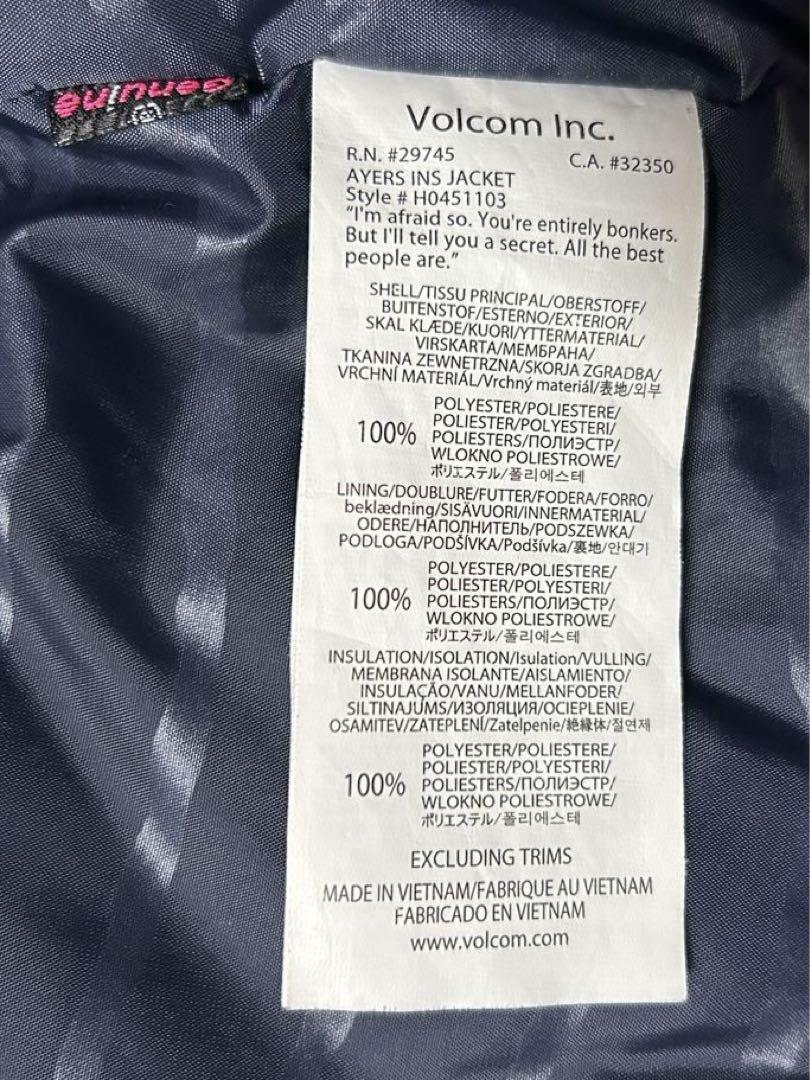 Genuine
Volcom Inc.
R.N. #29745 C.A. #32350
AYERS INS JACKET
Style # H0451103
"I'm afraid so. You're entirely bonkers.
But I'll tell you a secret. All the best
people are."
SHELL/TISSU PRINCIPAL/OBERSTOFF/
BUITENSTOF/ESTERNO/EXTERIOR/
SKAL KLÆDE/KUORI/YTTERMATERIAL/
VIRSKARTA/МЕМБРАНА/
TKANINA ZEWNĘTRZNA/SKORJA ZGRADBA/
VRCHNÍ MATERIÁL/Vrchný materiál/表地/외부
100% POLYESTER/POLIESTERE/
POLIESTER/POLYESTERI/
POLIESTERS/ПОЛИЭСТР/
WLOKNO POLIESTROWE/
ポリエステル/폴리에스테
LINING/DOUBLURE/FUTTER/FODERA/FORRO/
beklædning/SISÄVUORI/INNERMATERIAL/
ODERE/НАПОЛНИТЕЛЬ/PODSZEWKA/
PODLOGA/PODŠÍVKA/Podšívka/裏地/안대기
100% POLYESTER/POLIESTERE/
POLIESTER/POLYESTERI/
POLIESTERS/ПОЛИЭСТР/
WLOKNO POLIESTROWE/
ポリエステル/폴리에스테
INSULATION/ISOLATION/Isulation/VULLING/
MEMBRANA ISOLANTE/AISLAMIENTO/
INSULAÇÃO/VANU/MELLANFODER/
SILTINAJUMS/ИЗОЛЯЦИЯ/OCIEPLENIE/
OSAMITEV/ZATEPLENÍ/Zatelpenie/絶縁体/절연제
100% POLYESTER/POLIESTERE/
POLIESTER/POLYESTERI/
POLIESTERS/ПОЛИЭСТР/
WLOKNO POLIESTROWE/
ポリエステル/폴리에스테
EXCLUDING TRIMS
MADE IN VIETNAM/FABRIQUE AU VIETNAM
FABRICADO EN VIETNAM
www.volcom.com